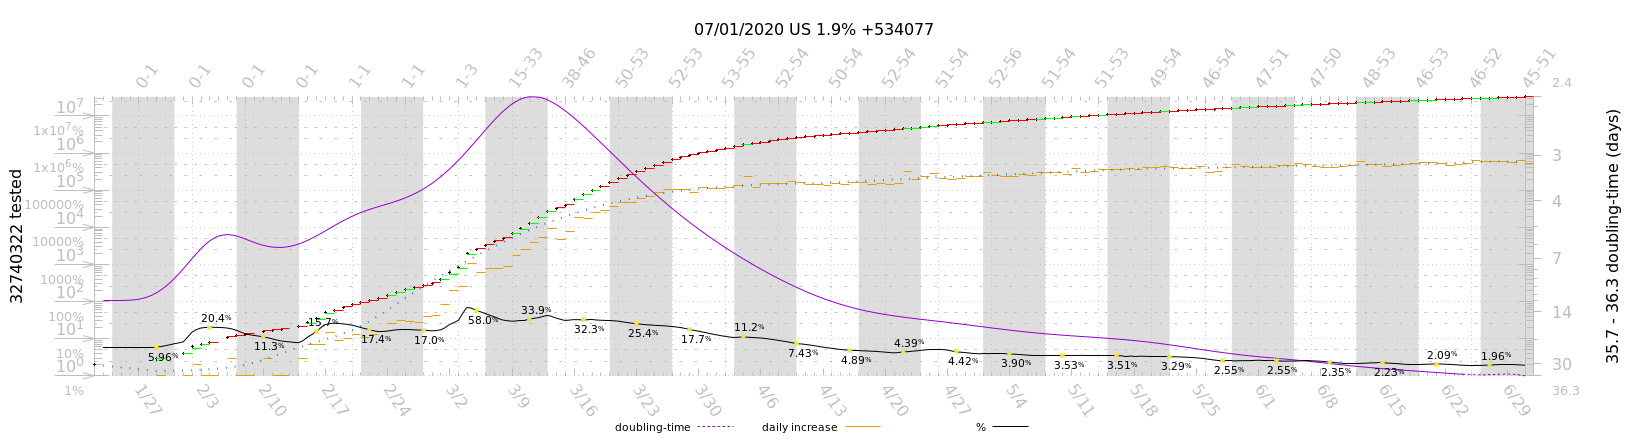 07/01/2020 US 1.9% +534077
0-1 0-1 0-1 0-1 1-1 1-1 1-3 15-33 38-46 50-53 52-53 53-55 52-54 50-54 52-54 51-54 52-56 51-54 51-53 49-54 46-54 47-51 47-50 48-53 46-53 46-52 45-51
32740322 tested
10⁷
1x10⁷%
10⁶
1x10⁶%
10⁵
100000%
10⁴
10000%
10³
1000%
10²
100%
10¹
10%
10⁰
1%
2.4
3
4
7
14
30
36.3
35.7 - 36.3 doubling-time (days)
5.96% 20.4% 11.3% 15.7% 17.4% 17.0% 58.0% 33.9% 32.3% 25.4% 17.7% 11.2% 7.43% 4.89% 4.39% 4.42% 3.90% 3.53% 3.51% 3.29% 2.55% 2.55% 2.35% 2.23% 2.09% 1.96%
1/27 2/3 2/10 2/17 2/24 3/2 3/9 3/16 3/23 3/30 4/6 4/13 4/20 4/27 5/4 5/11 5/18 5/25 6/1 6/8 6/15 6/22 6/29
doubling-time daily increase %